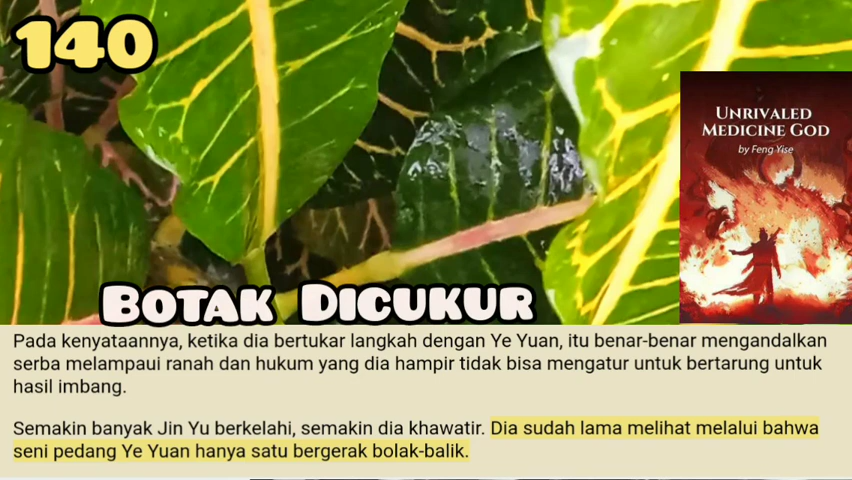 140
UNRIVALED
MEDICINE GOD
by Feng Yise
BOTAK DICUKUR
Pada kenyataannya, ketika dia bertukar langkah dengan Ye Yuan, itu benar-benar mengandalkan
serba melampaui ranah dan hukum yang dia hampir tidak bisa mengatur untuk bertarung untuk
hasil imbang.
Semakin banyak Jin Yu berkelahi, semakin dia khawatir. Dia sudah lama melihat melalui bahwa
seni pedang Ye Yuan hanya satu bergerak bolak-balik.